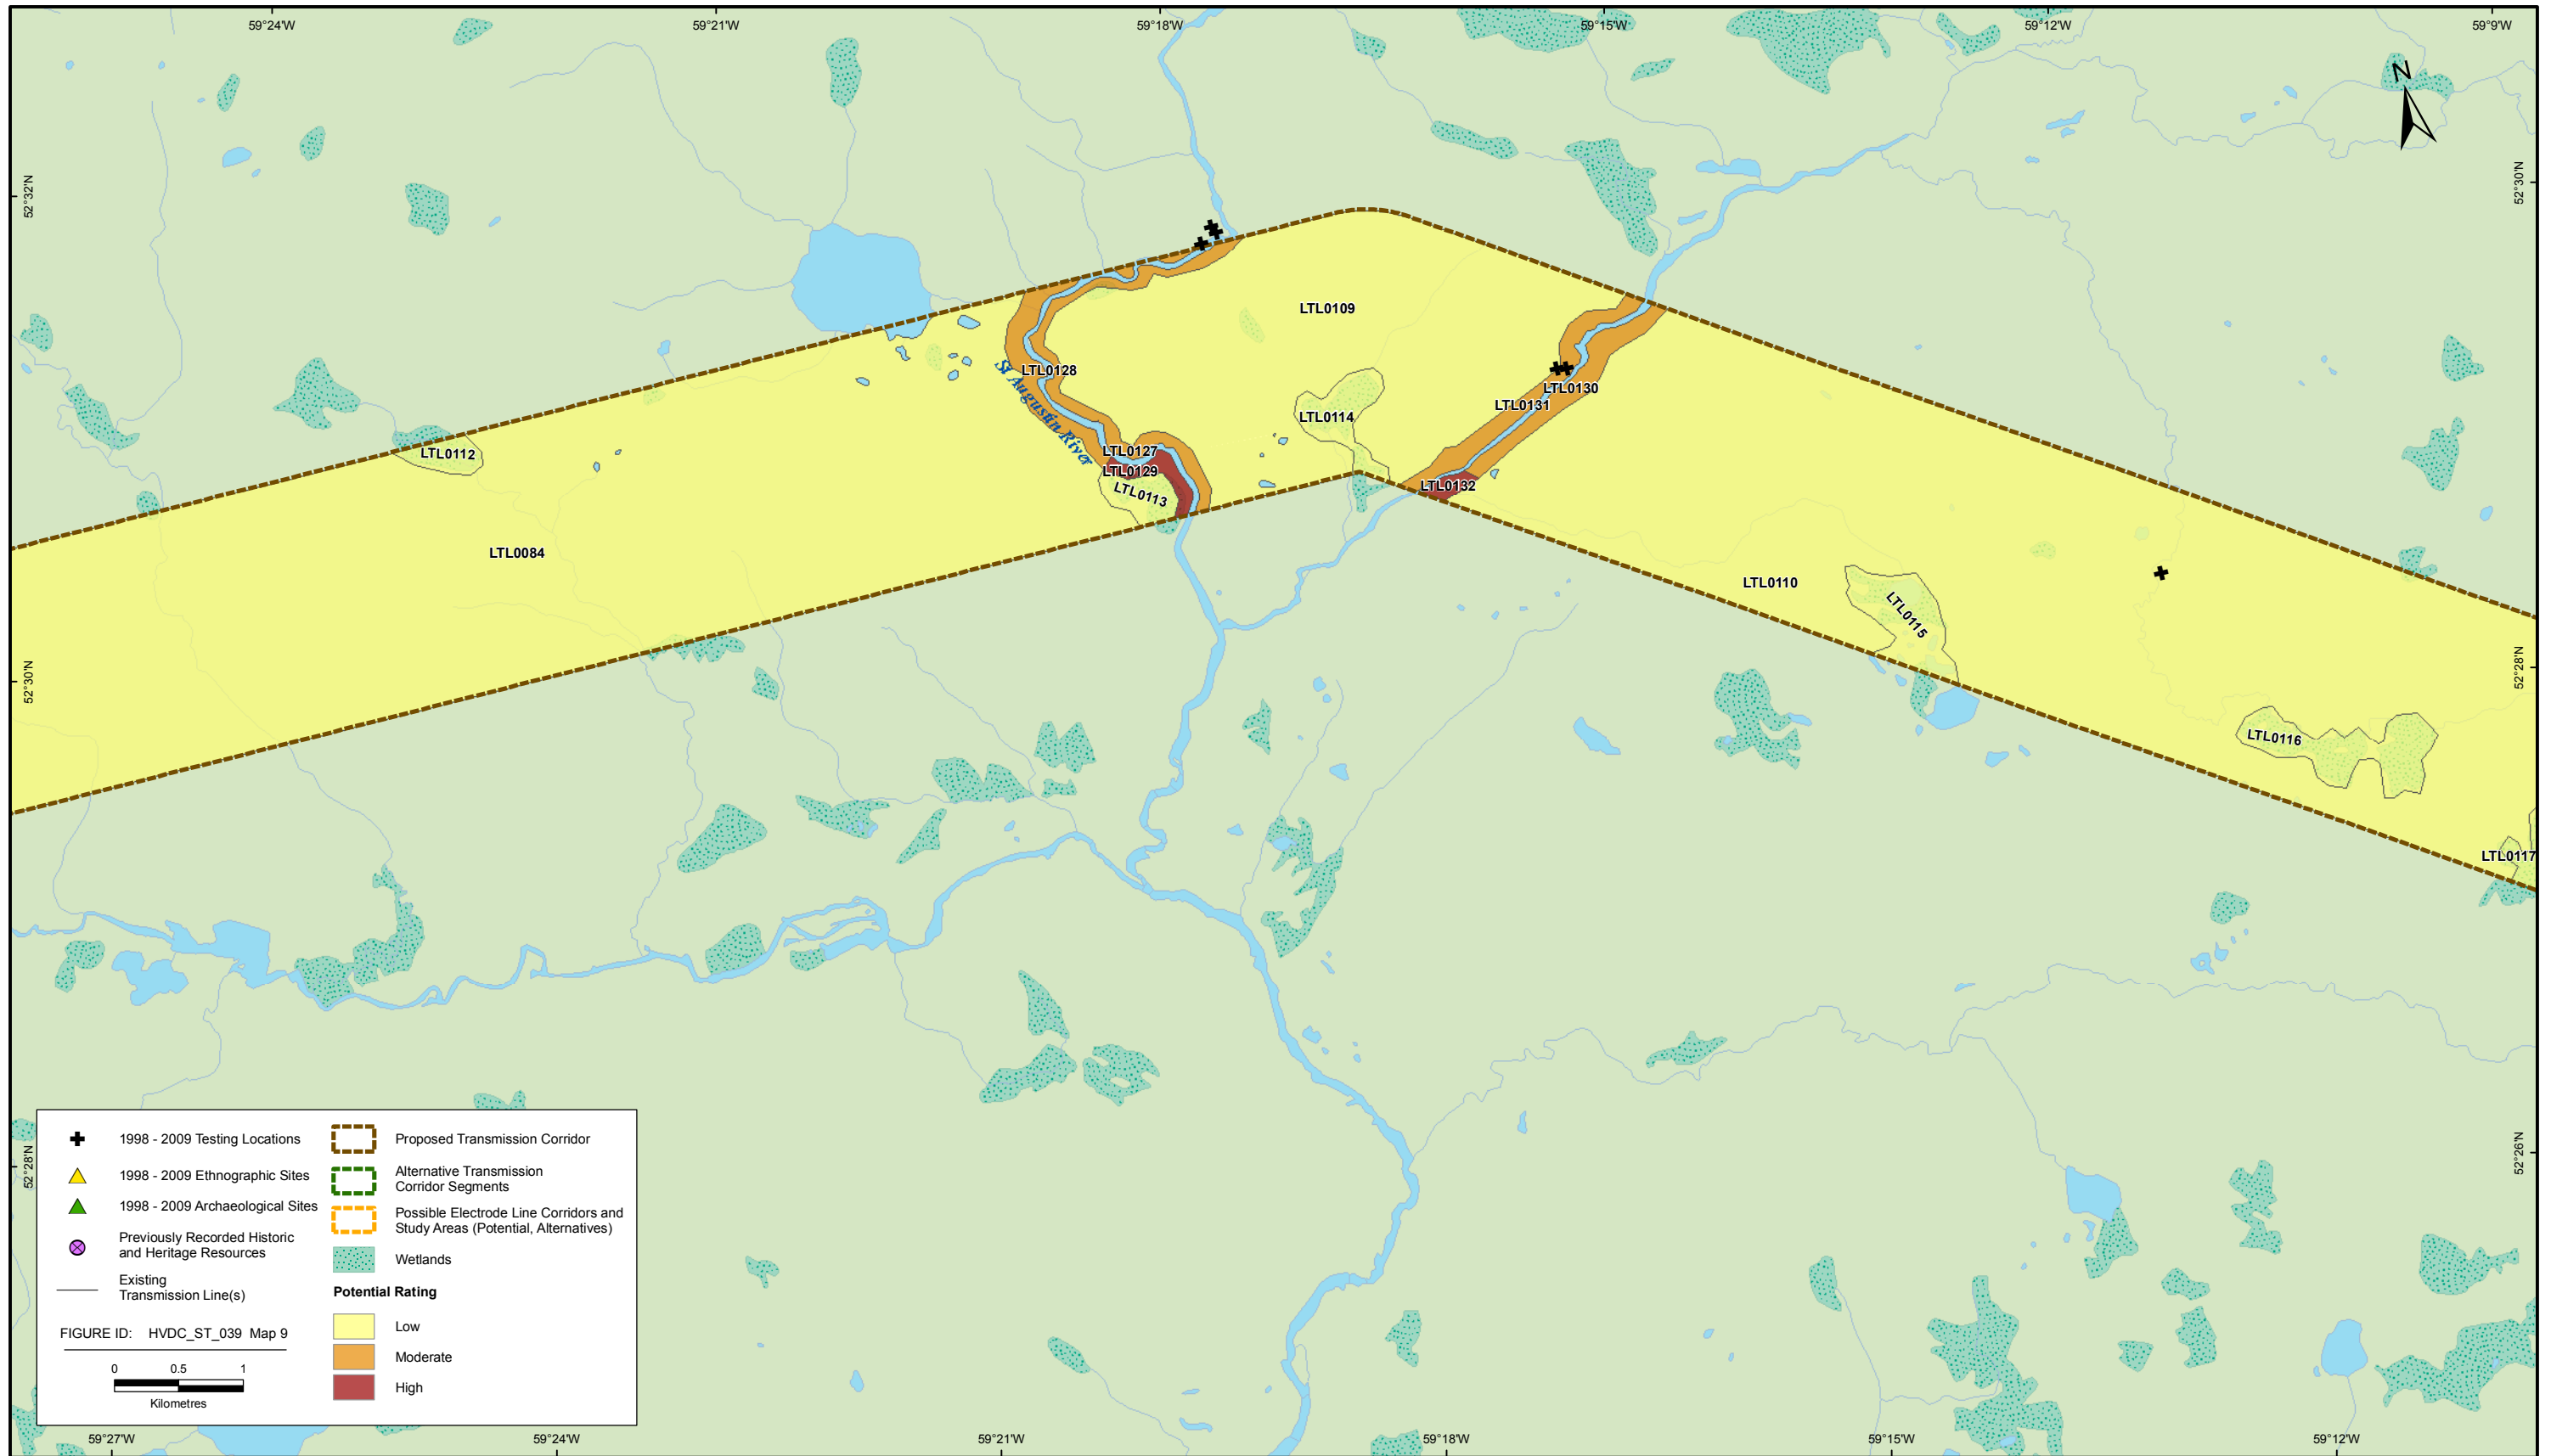 59°24'W
59°21'W
59°18'W
59°15'W
59°12'W
59°9'W
N
52°32'N
52°30'N
LTL0109
LTL0128
St Augustin River
LTL0130
LTL0131
LTL0114
LTL0112
LTL0127
LTL0129
LTL0113
LTL0132
LTL0084
LTL0110
LTL0115
52°30'N
52°28'N
LTL0116
LTL0117
52°28'N
52°26'N
1998 - 2009 Testing Locations
1998 - 2009 Ethnographic Sites
1998 - 2009 Archaeological Sites
Previously Recorded Historic
and Heritage Resources
Existing
Transmission Line(s)
FIGURE ID: HVDC_ST_039 Map 9
0 0.5 1
Kilometres
Proposed Transmission Corridor
Alternative Transmission
Corridor Segments
Possible Electrode Line Corridors and
Study Areas (Potential, Alternatives)
Wetlands
Potential Rating
Low
Moderate
High
59°27'W
59°24'W
59°21'W
59°18'W
59°15'W
59°12'W